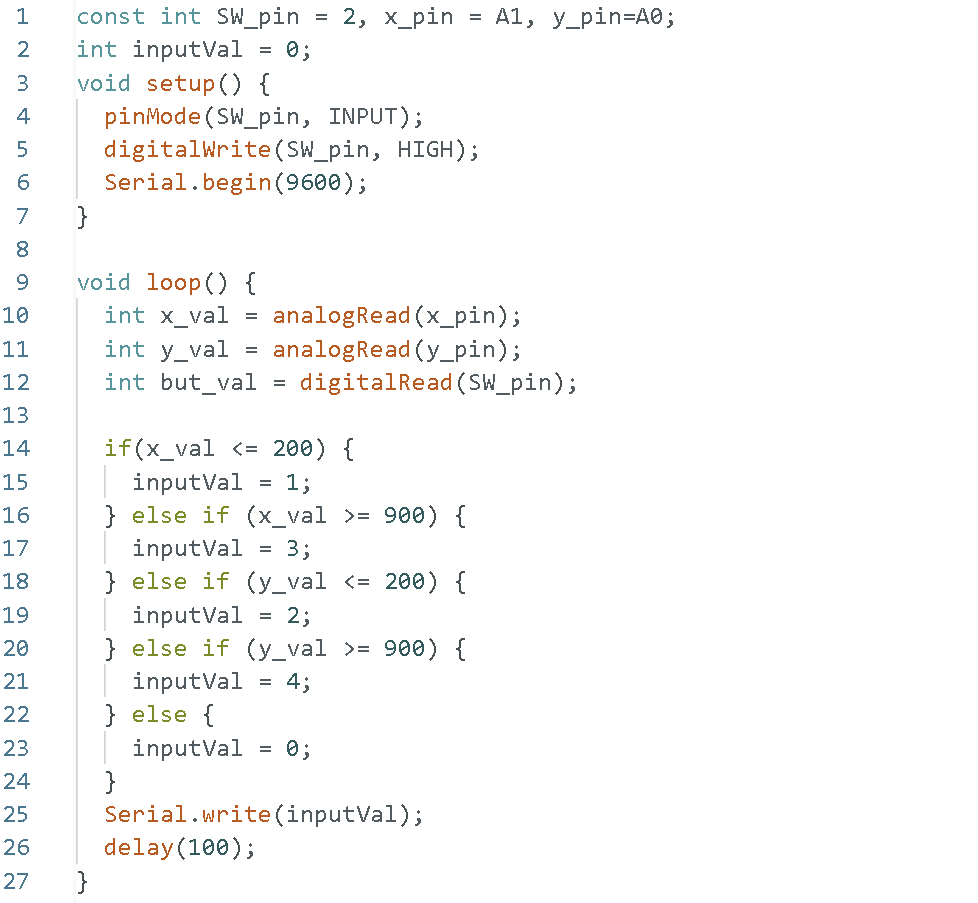 1 const int SW_pin = 2, x_pin = A1, y_pin=A0;
2 int inputVal = 0;
3 void setup() {
4   pinMode(SW_pin, INPUT);
5   digitalWrite(SW_pin, HIGH);
6   Serial.begin(9600);
7 }
8
9 void loop() {
10   int x_val = analogRead(x_pin);
11   int y_val = analogRead(y_pin);
12   int but_val = digitalRead(SW_pin);
13
14   if(x_val <= 200) {
15     inputVal = 1;
16   } else if (x_val >= 900) {
17     inputVal = 3;
18   } else if (y_val <= 200) {
19     inputVal = 2;
20   } else if (y_val >= 900) {
21     inputVal = 4;
22   } else {
23     inputVal = 0;
24   }
25   Serial.write(inputVal);
26   delay(100);
27 }